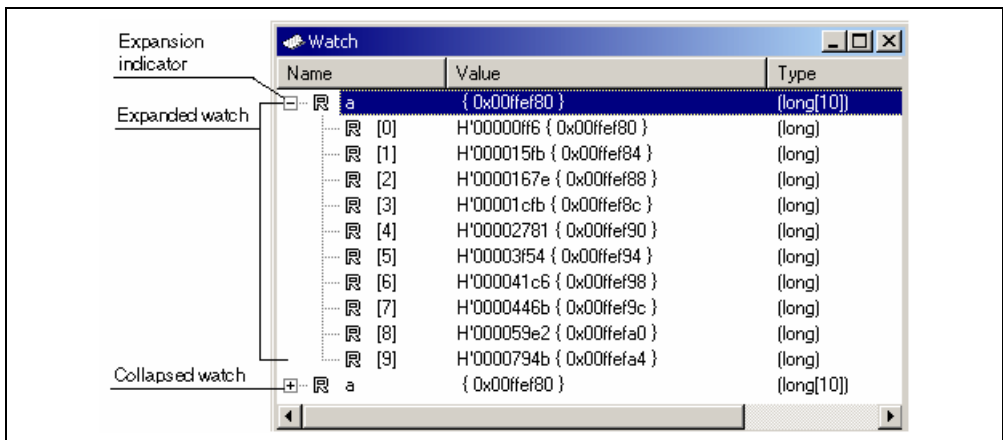 Expansion
indicator
Expanded watch
Collapsed watch
Watch
Name Value Type
R a { 0x00ffef80 } (long[10])
R [0] H'00000ff6 { 0x00ffef80 } (long)
R [1] H'000015fb { 0x00ffef84 } (long)
R [2] H'0000167e { 0x00ffef88 } (long)
R [3] H'00001cfb { 0x00ffef8c } (long)
R [4] H'00002781 { 0x00ffef90 } (long)
R [5] H'00003f54 { 0x00ffef94 } (long)
R [6] H'000041c6 { 0x00ffef98 } (long)
R [7] H'0000446b { 0x00ffef9c } (long)
R [8] H'000059e2 { 0x00ffefa0 } (long)
R [9] H'0000794b { 0x00ffefa4 } (long)
R a { 0x00ffef80 } (long[10])